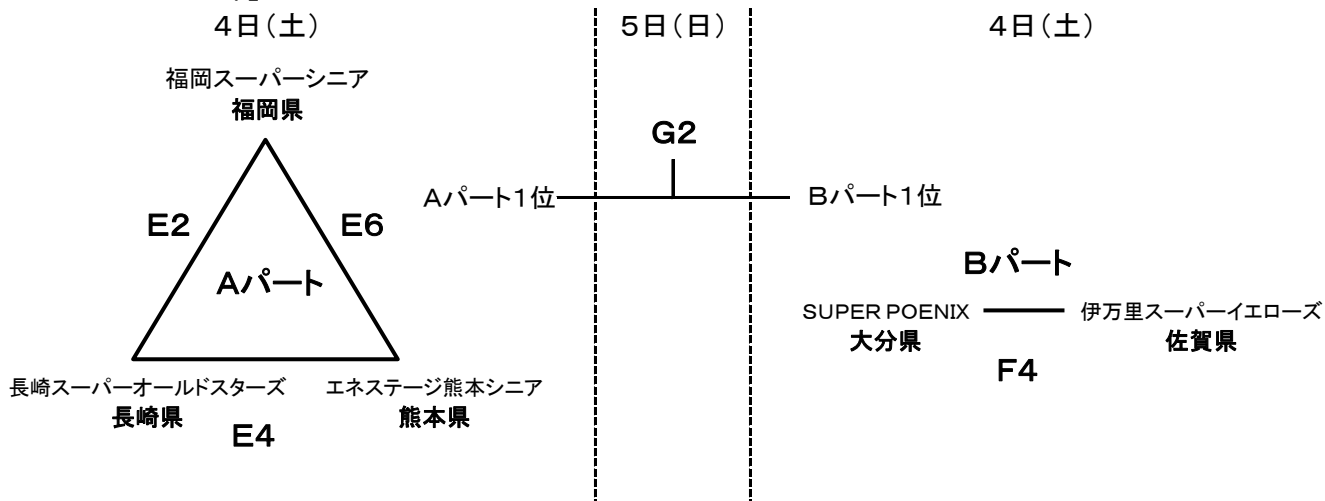 4日(土)
5日(日)
4日(土)
福岡スーパーシニア
福岡県
G2
Aパート1位
Bパート1位
E2
E6
Aパート
Bパート
SUPER POENIX
伊万里スーパーイエローズ
大分県
佐賀県
F4
長崎スーパーオールドスターズ
エネステージ熊本シニア
長崎県
熊本県
E4